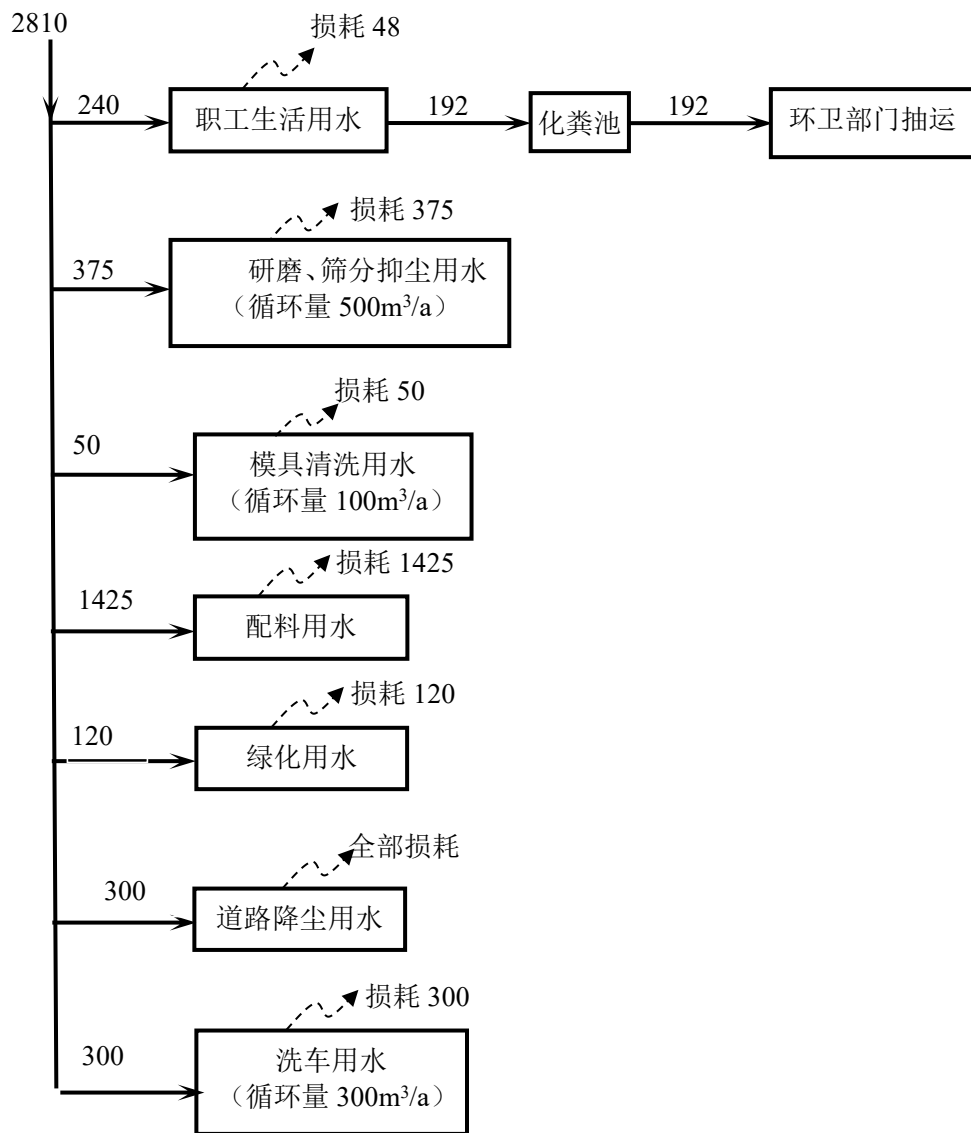 2810
损耗 48
240
职工生活用水
192
化粪池
192
环卫部门抽运
损耗 375
375
研磨、筛分抑尘用水
（循环量 500m³/a）
损耗 50
50
模具清洗用水
（循环量 100m³/a）
损耗 1425
1425
配料用水
损耗 120
120
绿化用水
全部损耗
300
道路降尘用水
损耗 300
300
洗车用水
（循环量 300m³/a）